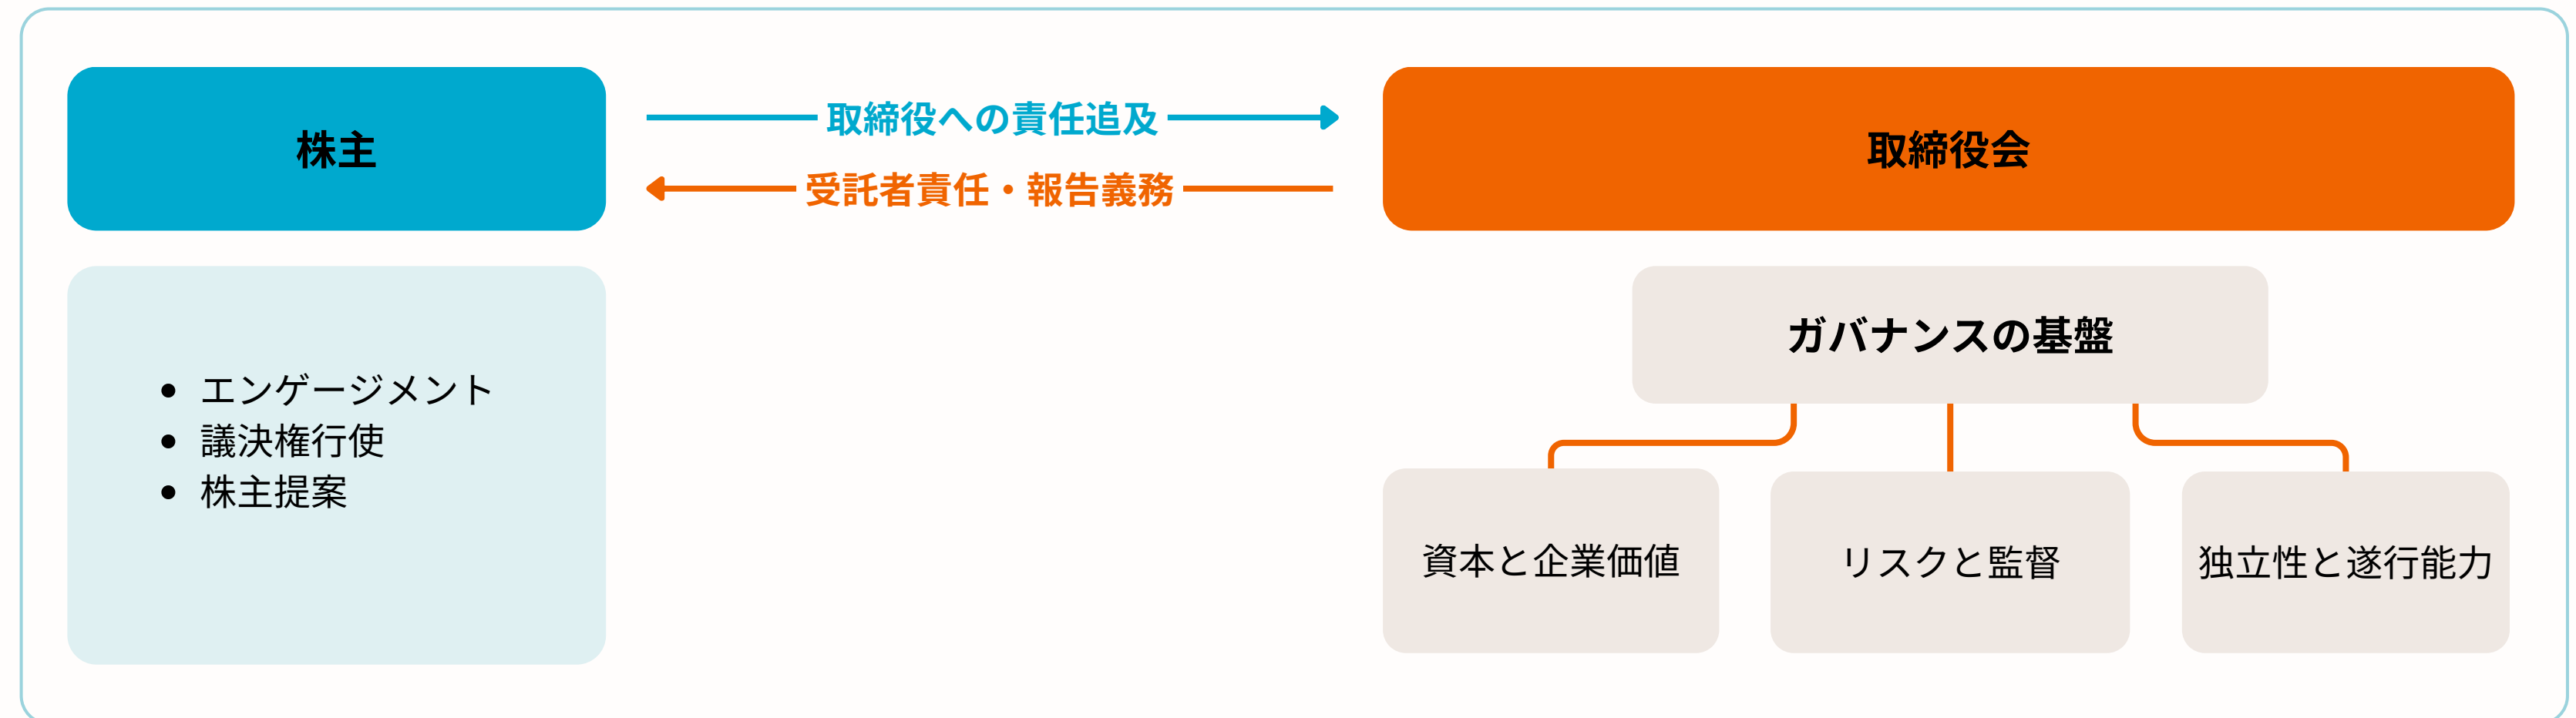 株主
取締役への責任追及
受託者責任・報告義務
取締役会
• エンゲージメント
• 議決権行使
• 株主提案
ガバナンスの基盤
資本と企業価値
リスクと監督
独立性と遂行能力